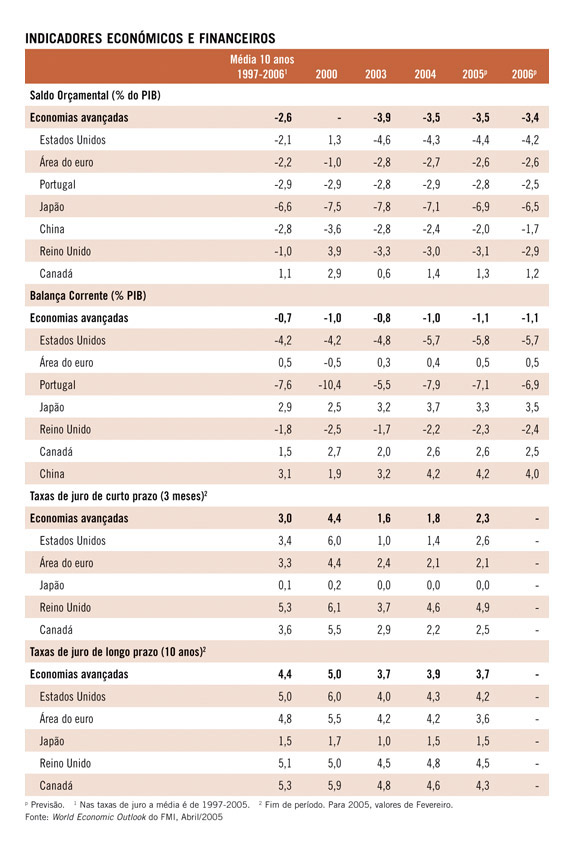 INDICADORES ECONÓMICOS E FINANCEIROS
Média 10 anos
1997-2006¹ 2000 2003 2004 2005ᵖ 2006ᵖ
Saldo Orçamental (% do PIB)
Economias avançadas -2,6 - -3,9 -3,5 -3,5 -3,4
Estados Unidos -2,1 1,3 -4,6 -4,3 -4,4 -4,2
Área do euro -2,2 -1,0 -2,8 -2,7 -2,6 -2,6
Portugal -2,9 -2,9 -2,8 -2,9 -2,8 -2,5
Japão -6,6 -7,5 -7,8 -7,1 -6,9 -6,5
China -2,8 -3,6 -2,8 -2,4 -2,0 -1,7
Reino Unido -1,0 3,9 -3,3 -3,0 -3,1 -2,9
Canadá 1,1 2,9 0,6 1,4 1,3 1,2
Balança Corrente (% PIB)
Economias avançadas -0,7 -1,0 -0,8 -1,0 -1,1 -1,1
Estados Unidos -4,2 -4,2 -4,8 -5,7 -5,8 -5,7
Área do euro 0,5 -0,5 0,3 0,4 0,5 0,5
Portugal -7,6 -10,4 -5,5 -7,9 -7,1 -6,9
Japão 2,9 2,5 3,2 3,7 3,3 3,5
Reino Unido -1,8 -2,5 -1,7 -2,2 -2,3 -2,4
Canadá 1,5 2,7 2,0 2,6 2,6 2,5
China 3,1 1,9 3,2 4,2 4,2 4,0
Taxas de juro de curto prazo (3 meses)²
Economias avançadas 3,0 4,4 1,6 1,8 2,3 -
Estados Unidos 3,4 6,0 1,0 1,4 2,6 -
Área do euro 3,3 4,4 2,4 2,1 2,1 -
Japão 0,1 0,2 0,0 0,0 0,0 -
Reino Unido 5,3 6,1 3,7 4,6 4,9 -
Canadá 3,6 5,5 2,9 2,2 2,5 -
Taxas de juro de longo prazo (10 anos)²
Economias avançadas 4,4 5,0 3,7 3,9 3,7 -
Estados Unidos 5,0 6,0 4,0 4,3 4,2 -
Área do euro 4,8 5,5 4,2 4,2 3,6 -
Japão 1,5 1,7 1,0 1,5 1,5 -
Reino Unido 5,1 5,0 4,5 4,8 4,5 -
Canadá 5,3 5,9 4,8 4,6 4,3 -
ᵖ Previsão. ¹ Nas taxas de juro a média é de 1997-2005. ² Fim de período. Para 2005, valores de Fevereiro.
Fonte: World Economic Outlook do FMI, Abril/2005